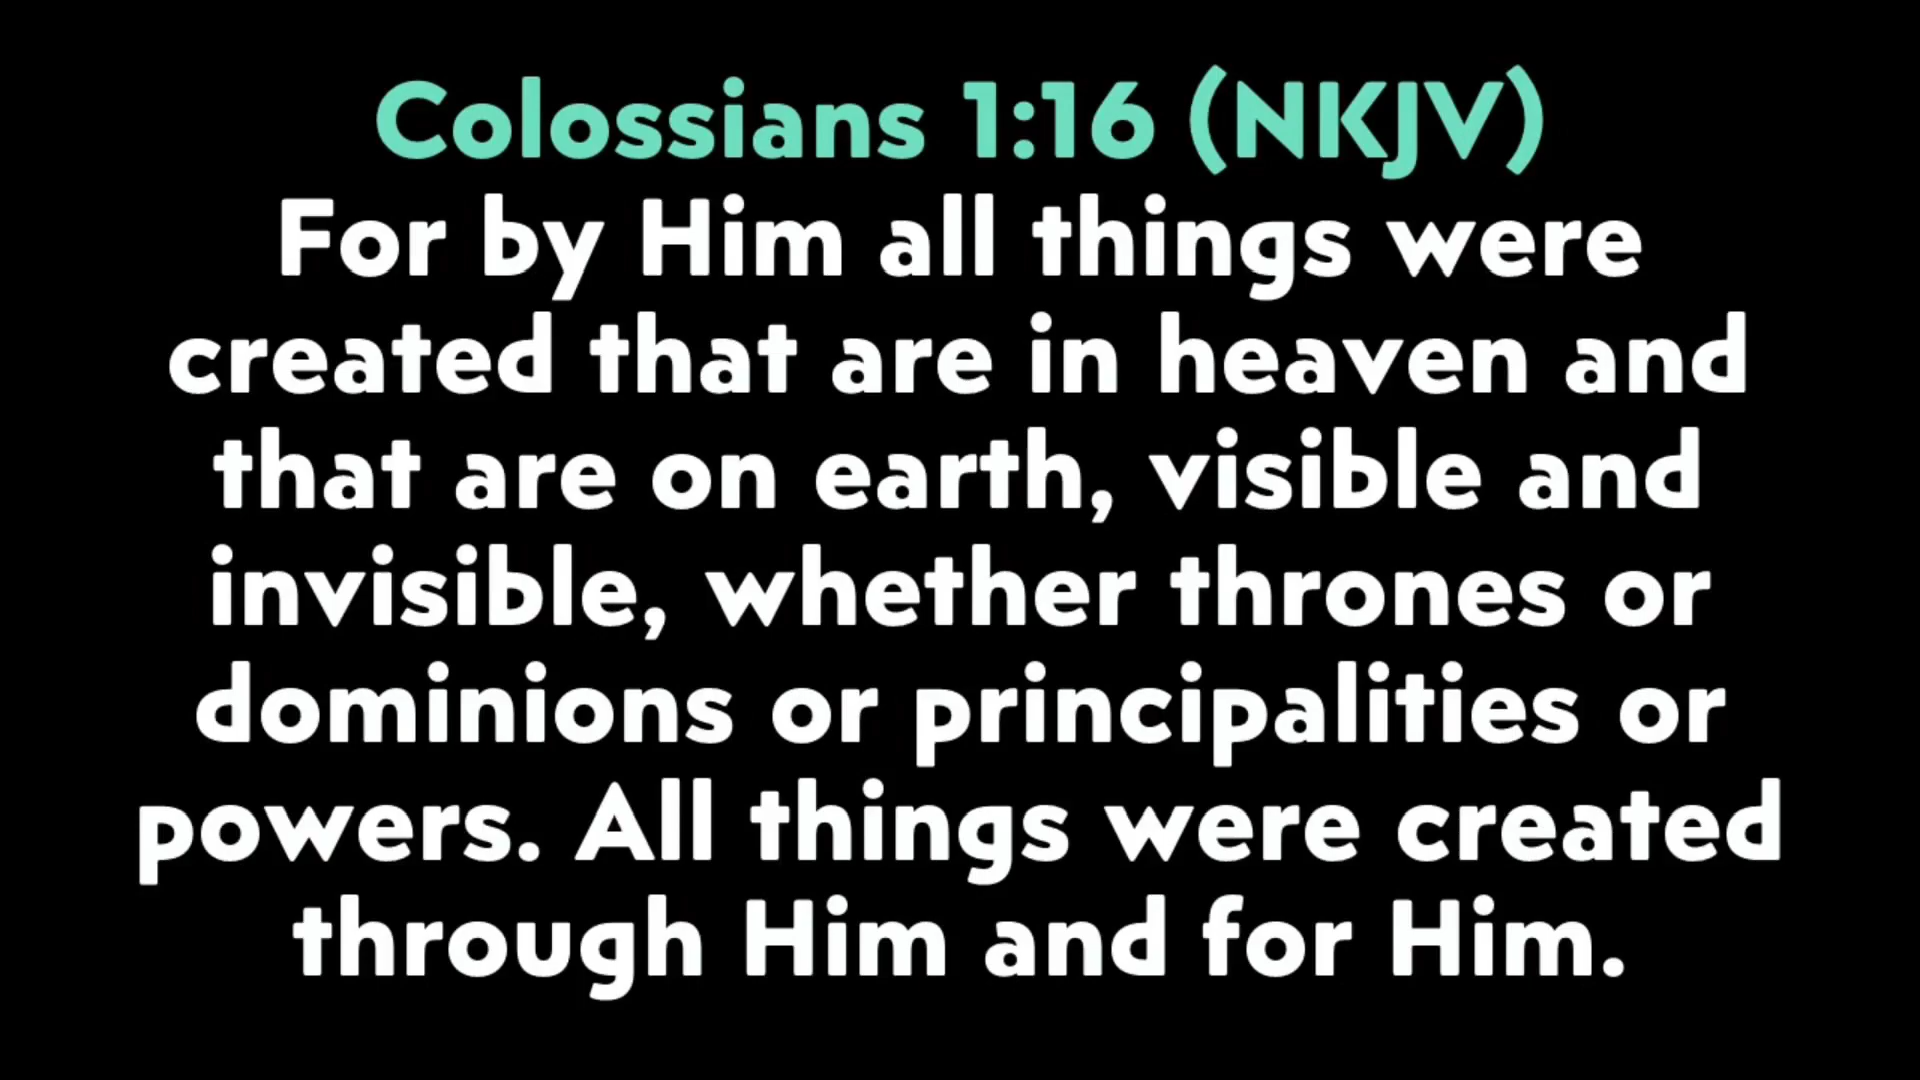 Colossians 1:16 (NKJV)
For by Him all things were
created that are in heaven and
that are on earth, visible and
invisible, whether thrones or
dominions or principalities or
powers. All things were created
through Him and for Him.